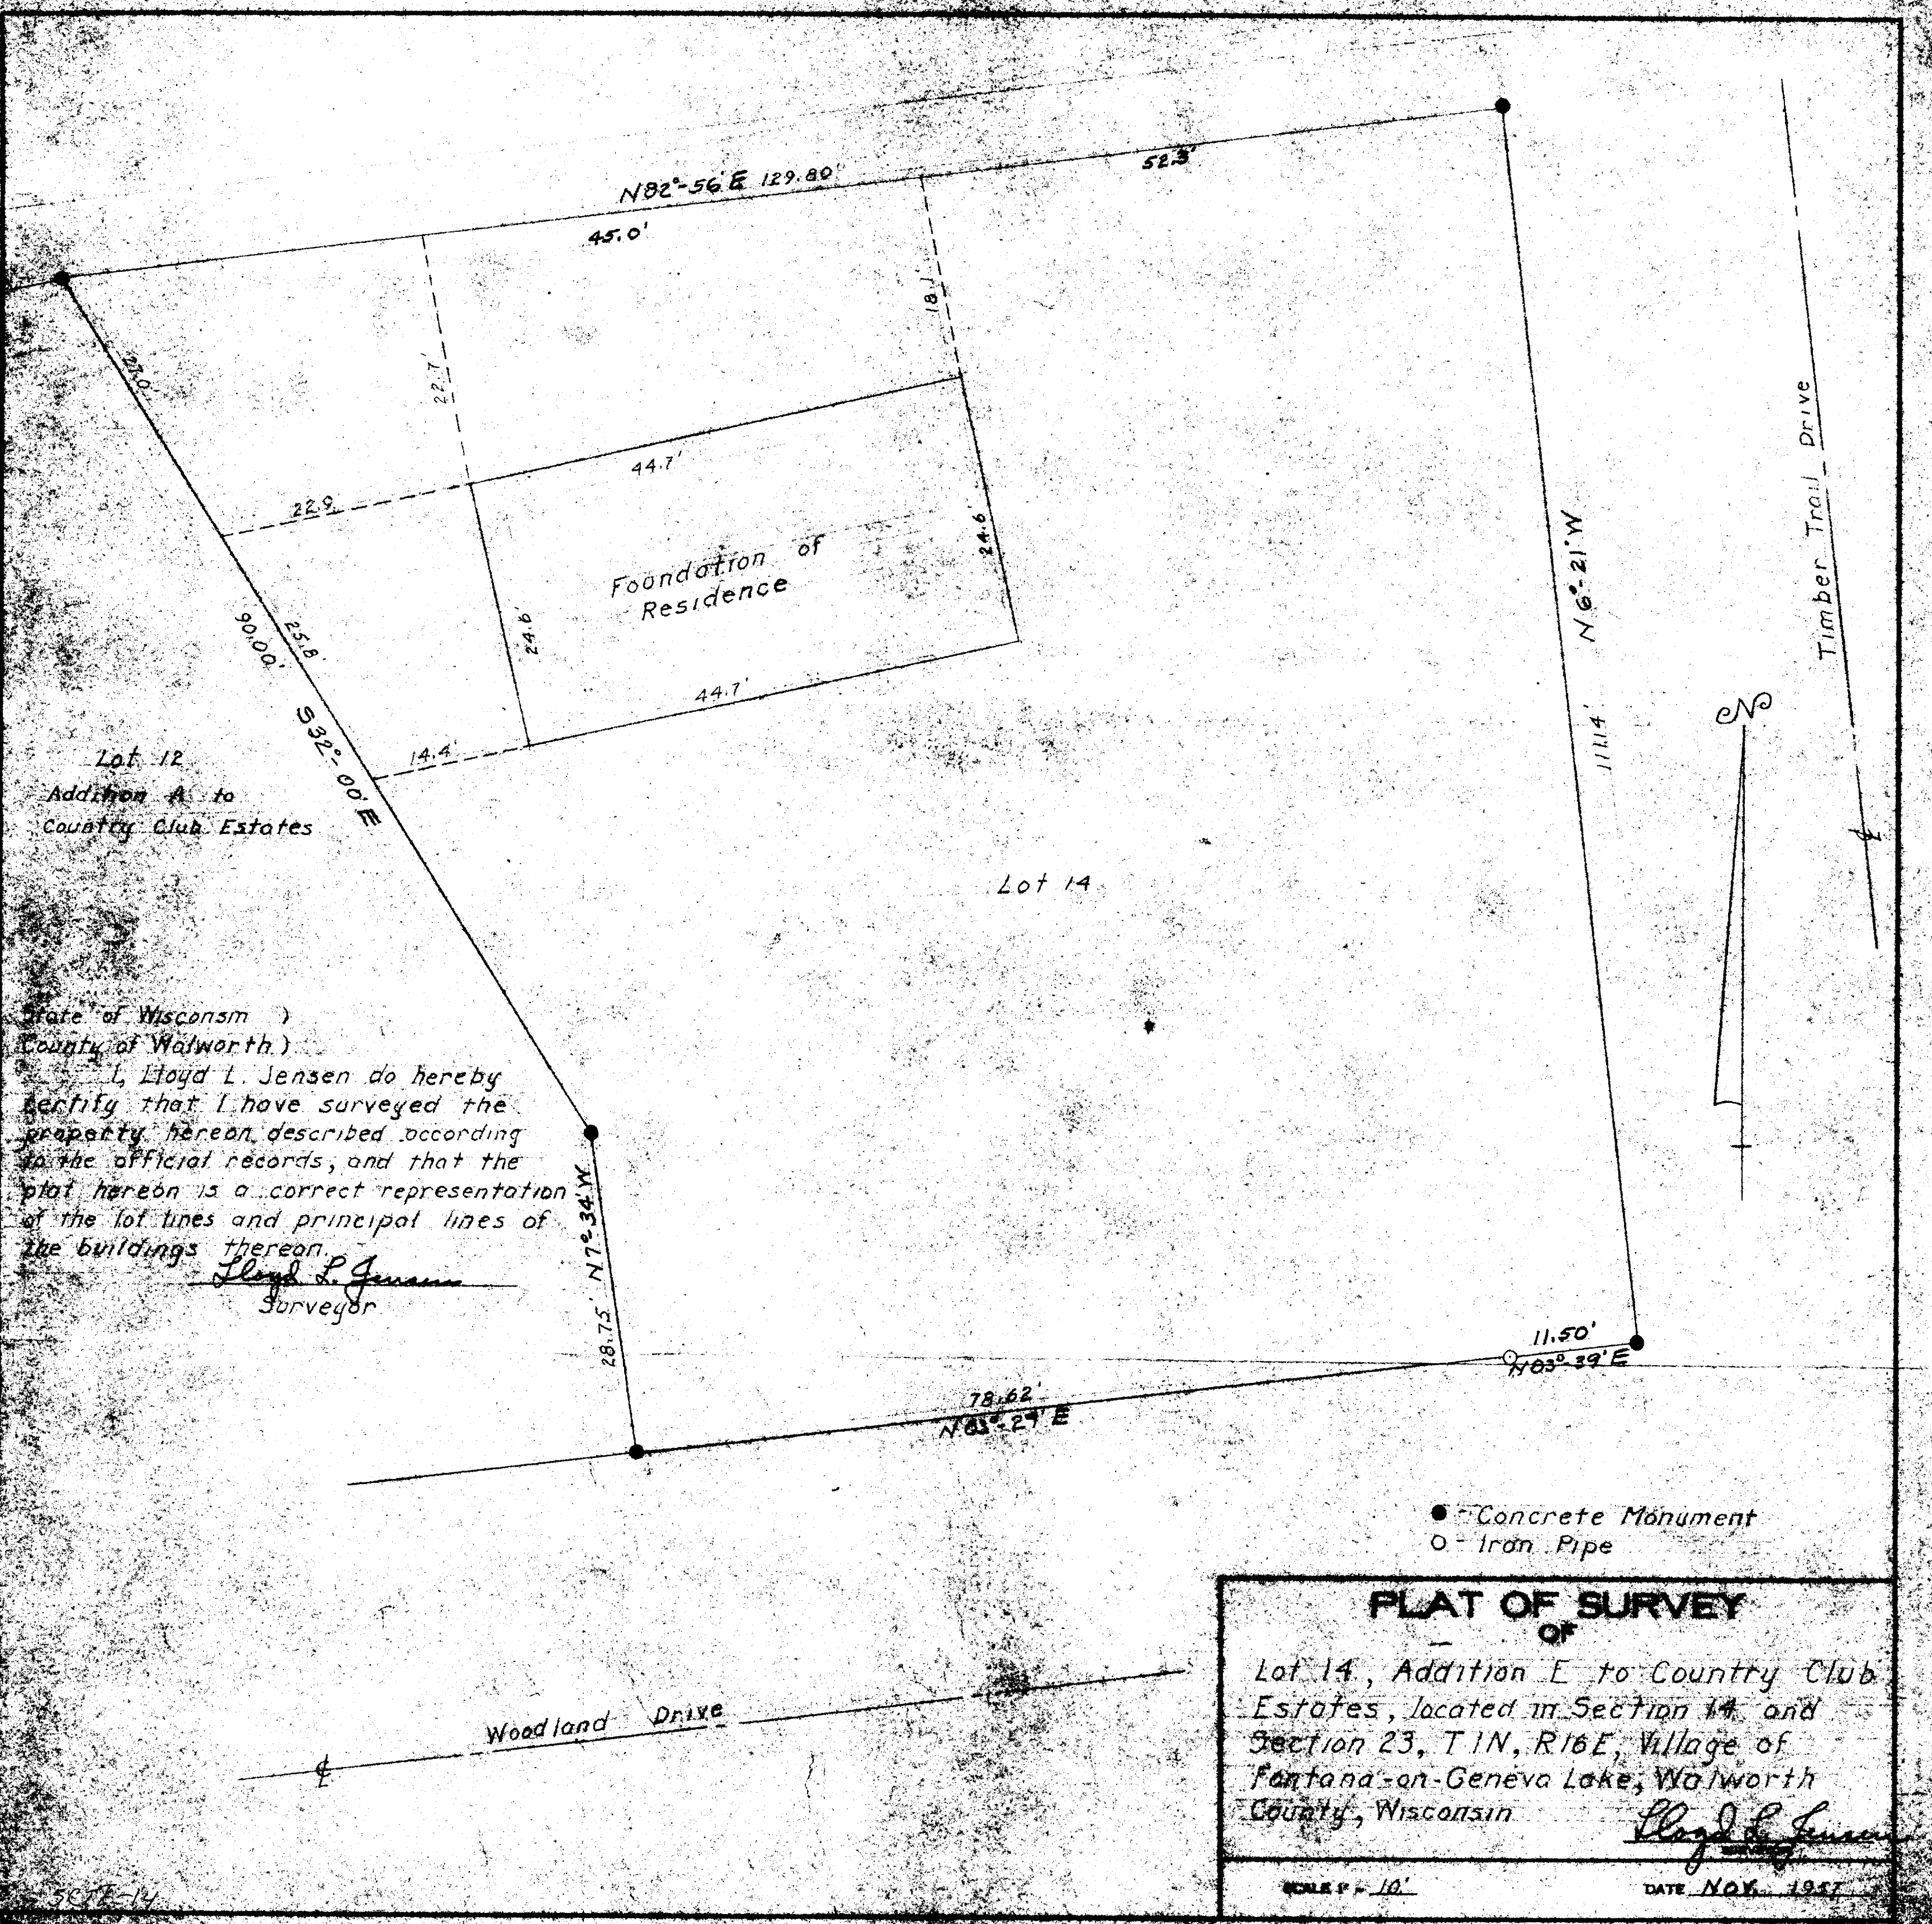 N82°-56'E 129.80'
52.3'
45.0'
18.1'
22.7'
27.0'
44.7'
22.9
Foundation of
Residence
24.6'
24.6'
25.8'
90.00'
S32°-00'E
44.7'
14.4'
N6°-21'W
111.14'
Timber Trail Drive
N
Lot 12
Addition A to
Country Club Estates
Lot 14
State of Wisconsin )
County of Walworth )
I, Lloyd L. Jensen do hereby
certify that I have surveyed the
property hereon described according
to the official records, and that the
plat hereon is a correct representation
of the lot lines and principal lines of
the buildings thereon.
Lloyd L. Jensen
Surveyor
28.75' N7°-34'W
11.50'
N83°-39'E
78.62'
N83°-29'E
Woodland Drive
● - Concrete Monument
O - Iron Pipe
PLAT OF SURVEY
OF
Lot 14, Addition E to Country Club
Estates, located in Section 14 and
Section 23, T1N, R16E, Village of
Fontana-on-Geneva Lake, Walworth
County, Wisconsin
Lloyd L. Jensen
SCALE 1" = 10'
DATE NOV. 1957